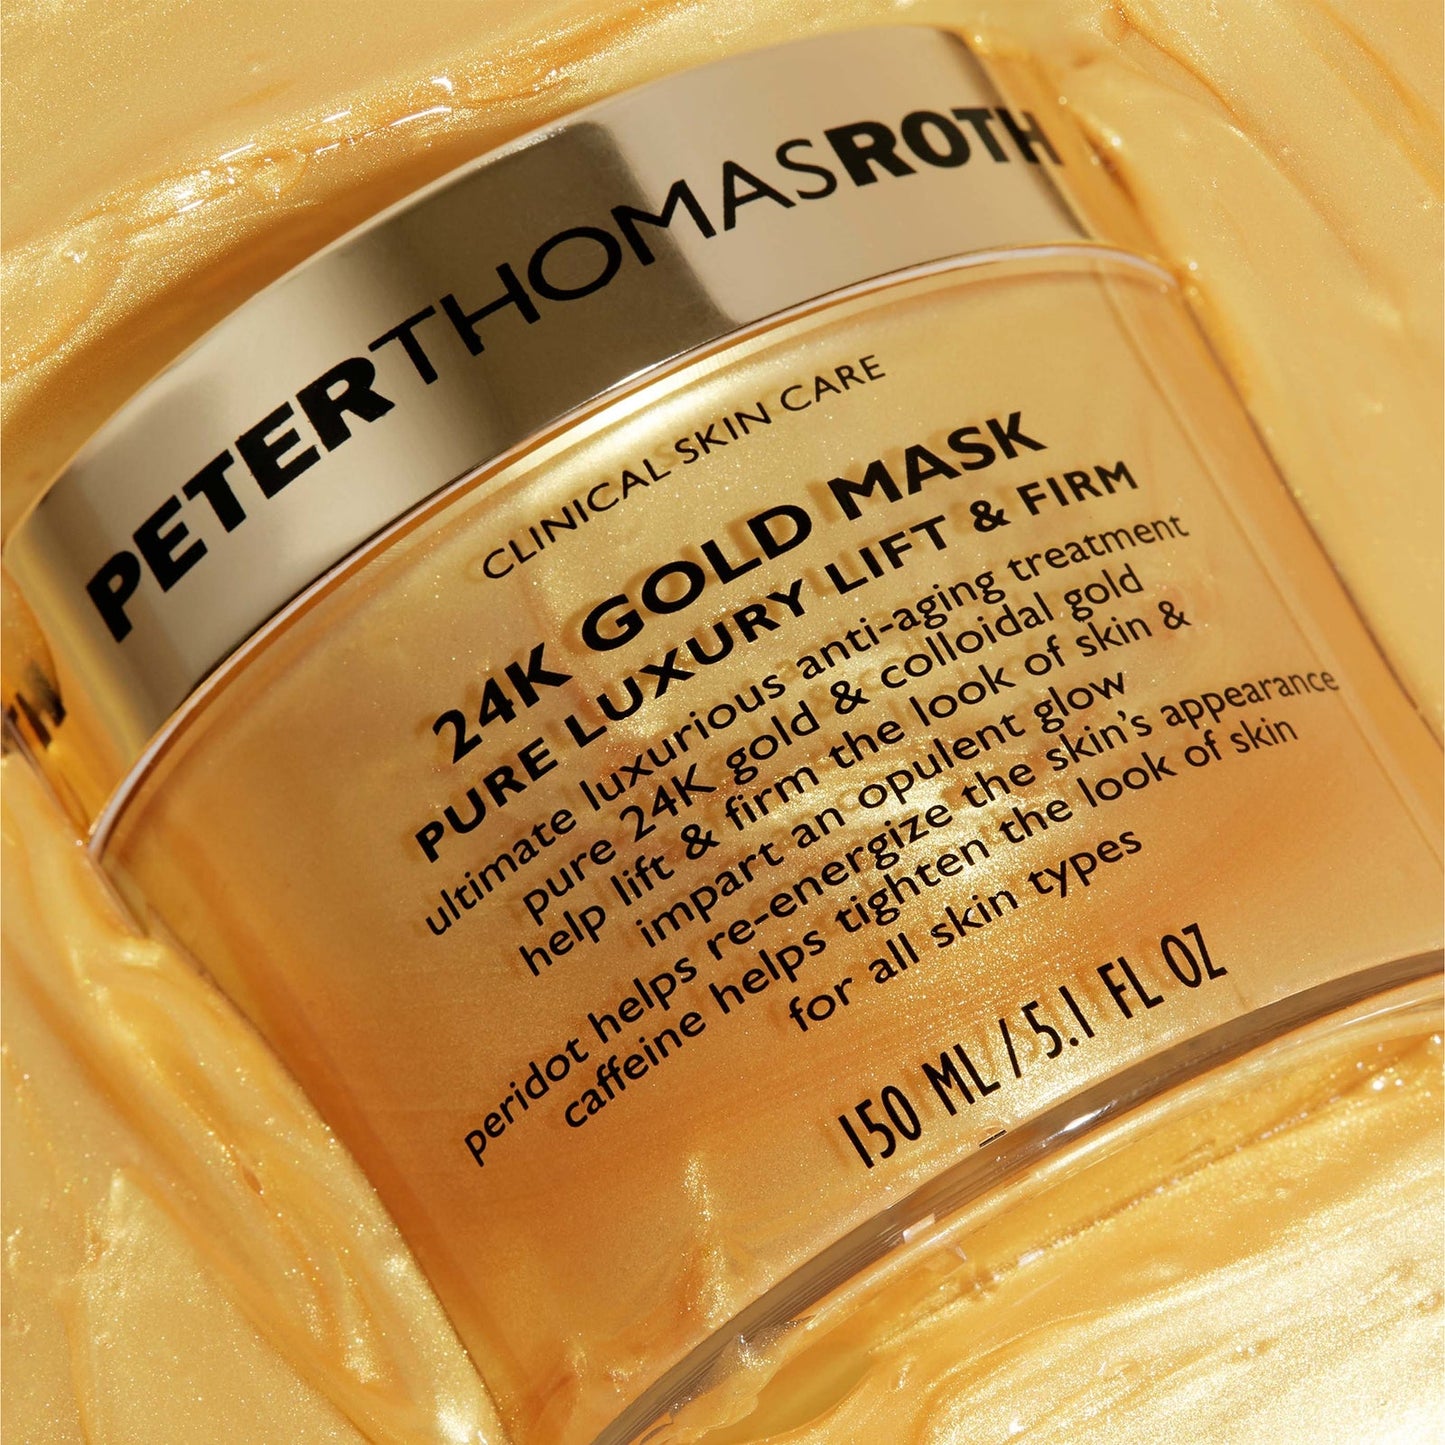 PETERTHOMASROTH
CLINICAL SKIN CARE
24K GOLD MASK
PURE LUXURY LIFT & FIRM
ultimate luxurious anti-aging treatment
pure 24K gold & colloidal gold
help lift & firm the look of skin &
impart an opulent glow
peridot helps re-energize the skin's appearance
caffeine helps tighten the look of skin
for all skin types
150 ML / 5.1 FL OZ